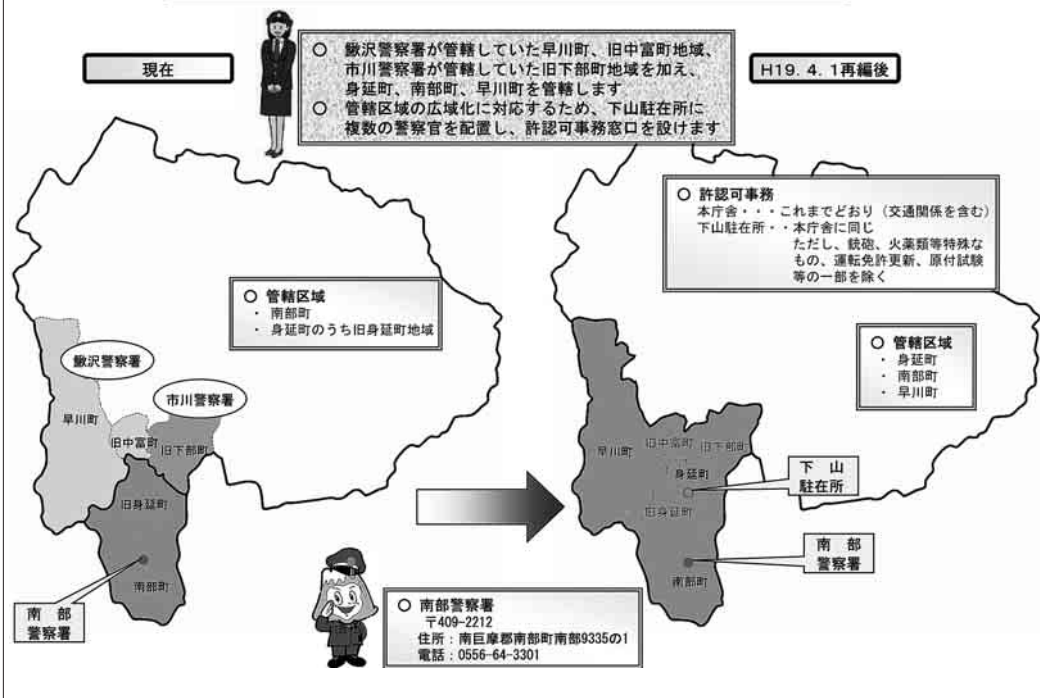 現在
○ 鰍沢警察署が管轄していた早川町、旧中富町地域、
市川警察署が管轄していた旧下部町地域を加え、
身延町、南部町、早川町を管轄します
○ 管轄区域の広域化に対応するため、下山駐在所に
複数の警察官を配置し、許認可事務窓口を設けます
H19.4.1再編後
○ 管轄区域
・ 南部町
・ 身延町のうち旧身延町地域
鰍沢警察署
市川警察署
早川町
旧中富町
旧下部町
旧身延町
南部町
南 部
警察署
○ 許認可事務
本庁舎・・・これまでどおり（交通関係を含む）
下山駐在所・・本庁舎に同じ
ただし、銃砲、火薬類等特殊な
もの、運転免許更新、原付試験
等の一部を除く
○ 管轄区域
・ 身延町
・ 南部町
・ 早川町
早川町
旧中富町
旧下部町
身延町
旧身延町
南部町
下 山
駐在所
南 部
警察署
○ 南部警察署
〒409-2212
住所：南巨摩郡南部町南部9335の1
電話：0556-64-3301